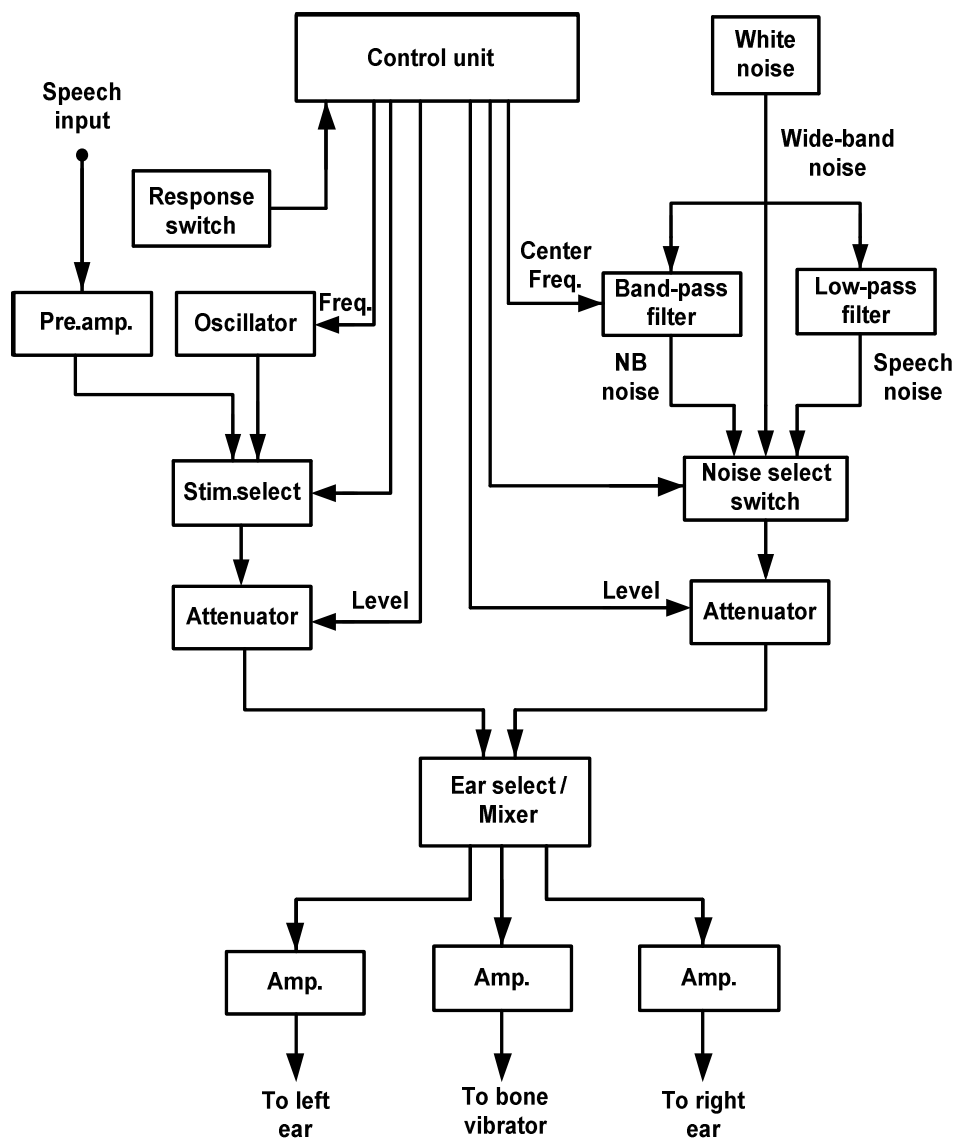 Control unit
White
noise
Speech
input
Wide-band
noise
Response
switch
Center
Freq.
Band-pass
filter
Low-pass
filter
Pre.amp.
Oscillator
Freq.
NB
noise
Speech
noise
Stim.select
Noise select
switch
Attenuator
Level
Level
Attenuator
Ear select /
Mixer
Amp.
Amp.
Amp.
To left
ear
To bone
vibrator
To right
ear